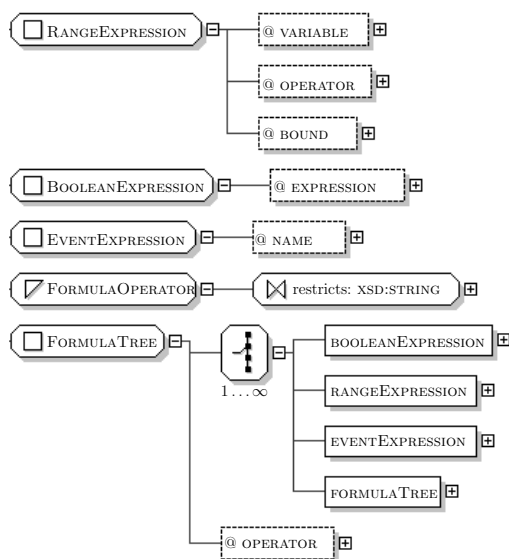 RANGEEXPRESSION
@ VARIABLE
@ OPERATOR
@ BOUND
BOOLEANEXPRESSION
@ EXPRESSION
EVENTEXPRESSION
@ NAME
FORMULAOPERATOR
restricts: XSD:STRING
FORMULATREE
1...∞
BOOLEANEXPRESSION
RANGEEXPRESSION
EVENTEXPRESSION
FORMULATREE
@ OPERATOR